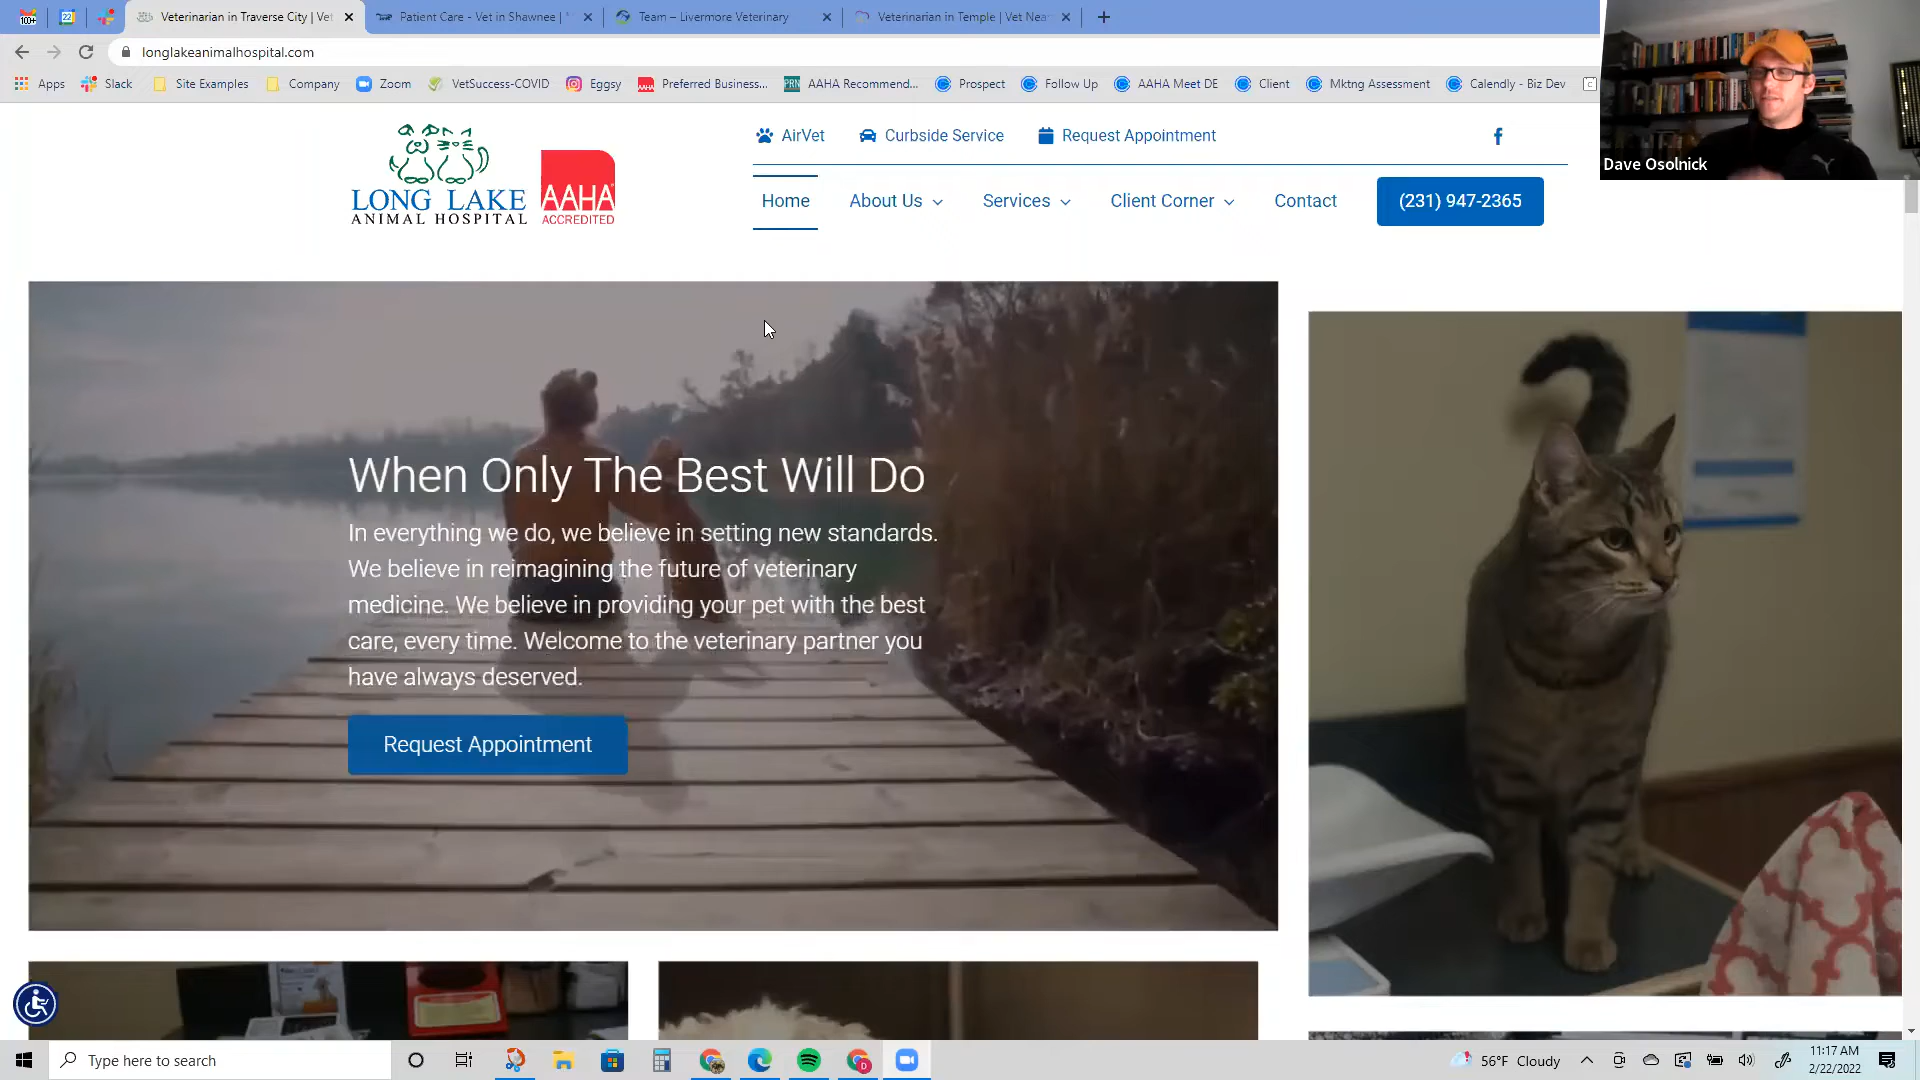 100+
22
Veterinarian in Traverse City | Vet
Patient Care - Vet in Shawnee |
Team – Livermore Veterinary
Veterinarian in Temple | Vet Nea
longlakeanimalhospital.com
Apps
Slack
Site Examples
Company
Zoom
VetSuccess-COVID
Eggsy
Preferred Business...
AAHA Recommend...
Prospect
Follow Up
AAHA Meet DE
Client
Mktng Assessment
Calendly - Biz Dev
Dave Osolnick
LONG LAKE
ANIMAL HOSPITAL
AAHA
ACCREDITED
AirVet
Curbside Service
Request Appointment
Home
About Us
Services
Client Corner
Contact
(231) 947-2365
When Only The Best Will Do
In everything we do, we believe in setting new standards.
We believe in reimagining the future of veterinary
medicine. We believe in providing your pet with the best
care, every time. Welcome to the veterinary partner you
have always deserved.
Request Appointment
Type here to search
56°F Cloudy
11:17 AM
2/22/2022